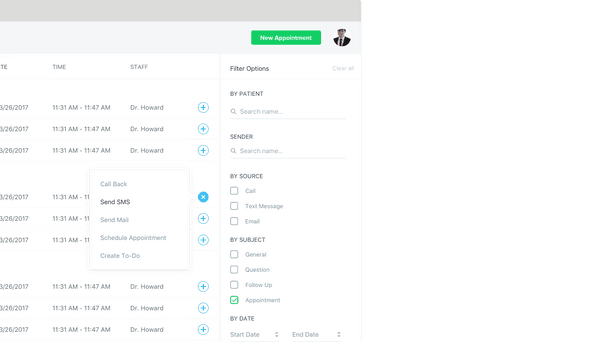 New Appointment
TE TIME STAFF Filter Options Clear all
BY PATIENT
3/26/2017 11:31 AM - 11:47 AM Dr. Howard Search name...
3/26/2017 11:31 AM - 11:47 AM Dr. Howard
SENDER
3/26/2017 11:31 AM - 11:47 AM Dr. Howard Search name...
BY SOURCE
Call Back
Call
3/26/2017 11:31 AM - 11:47 AM Dr. Howard
Send SMS
Text Message
3/26/2017 11:31 AM - 11
Send Mail
Email
3/26/2017 11:31 AM - 11
Schedule Appointment
BY SUBJECT
Create To-Do
General
Question
3/26/2017 11:31 AM - 11:47 AM Dr. Howard Follow Up
Appointment
3/26/2017 11:31 AM - 11:47 AM Dr. Howard
BY DATE
3/26/2017 11:31 AM - 11:47 AM Dr. Howard
Start Date End Date